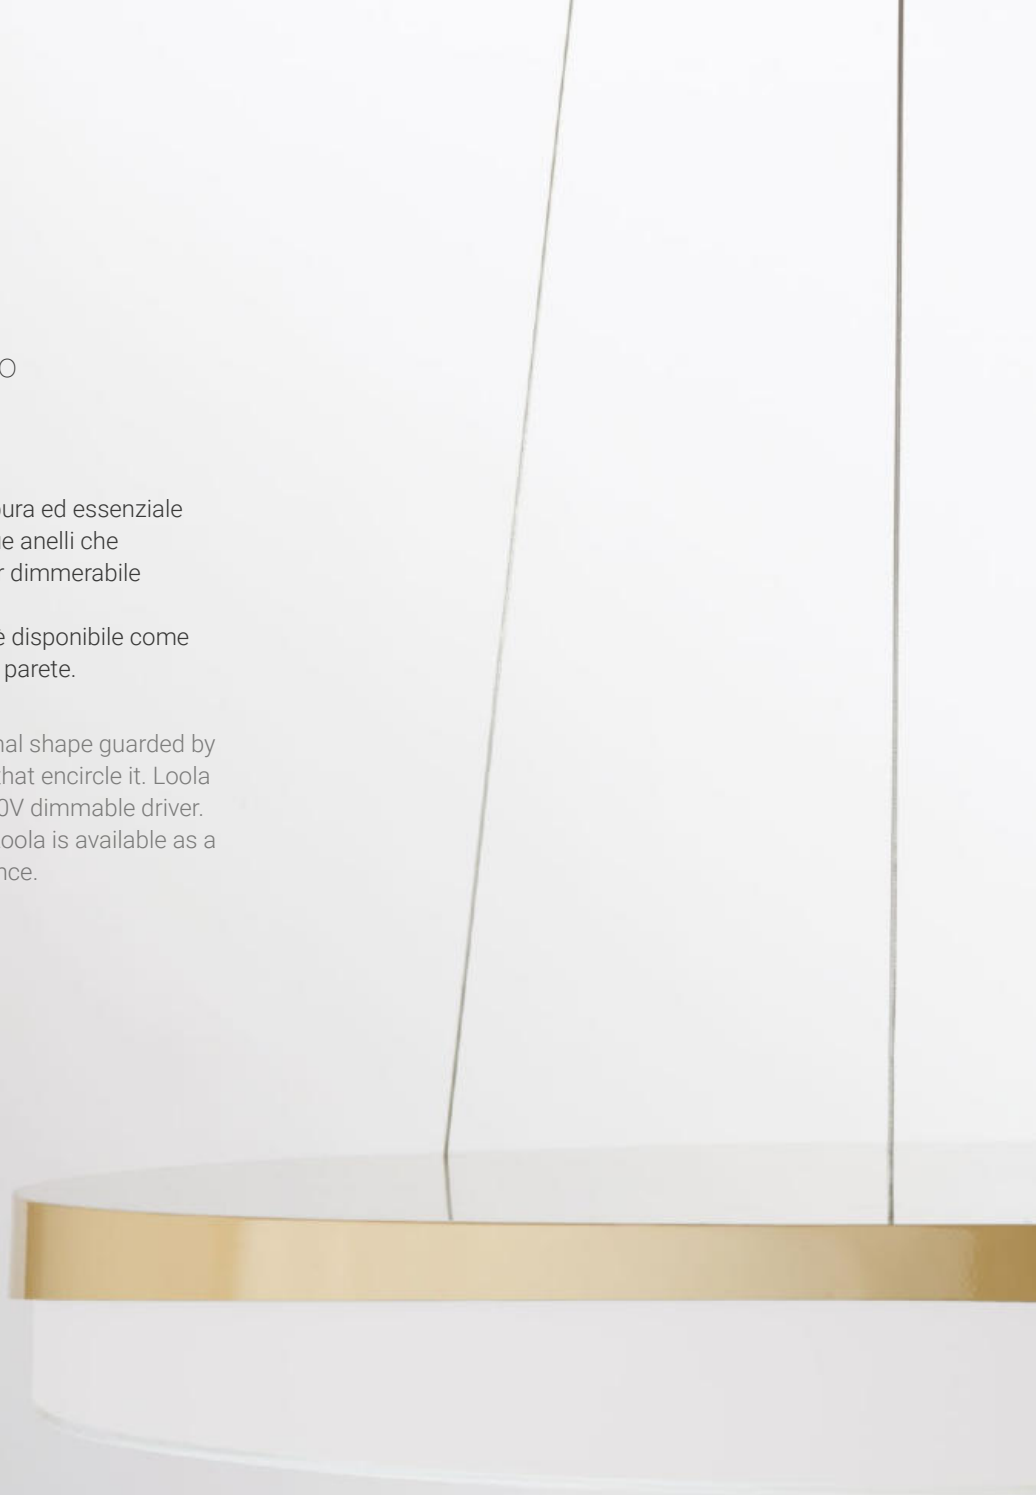 O
ura ed essenziale
e anelli che
r dimmerabile
è disponibile come
parete.
nal shape guarded by
that encircle it. Loola
0V dimmable driver.
oola is available as a
nce.